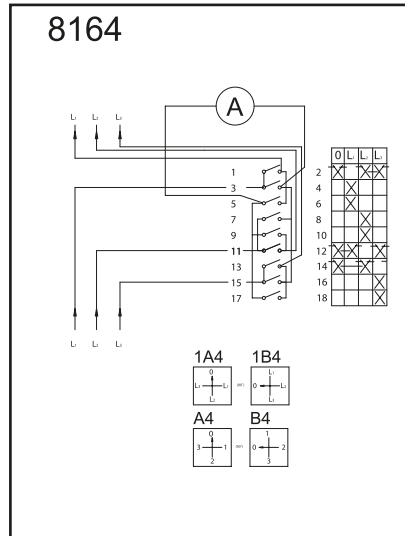 8164
A
L₁ L₂ L₃
0 L₁ L₂ L₃
1 2
3 4
5 6
7 8
9 10
11 12
13 14
15 16
17 18
L₁ L₂ L₃
1A4 1B4
0 L₁
L₃ L₁ 0 L₂
L₂ L₃
A4 B4
0 1
3 1 0 2
2 3